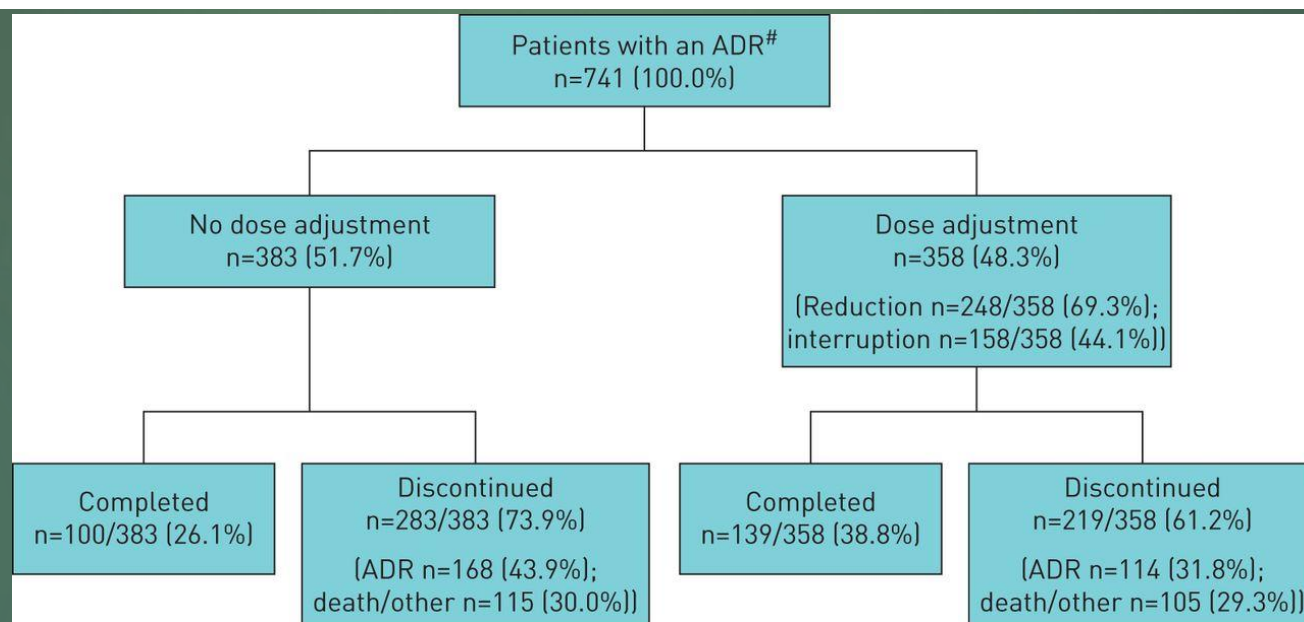 Patients with an ADR#
n=741 (100.0%)
No dose adjustment
n=383 (51.7%)
Dose adjustment
n=358 (48.3%)
(Reduction n=248/358 (69.3%);
interruption n=158/358 (44.1%))
Completed
n=100/383 (26.1%)
Discontinued
n=283/383 (73.9%)
(ADR n=168 (43.9%);
death/other n=115 (30.0%))
Completed
n=139/358 (38.8%)
Discontinued
n=219/358 (61.2%)
(ADR n=114 (31.8%);
death/other n=105 (29.3%))